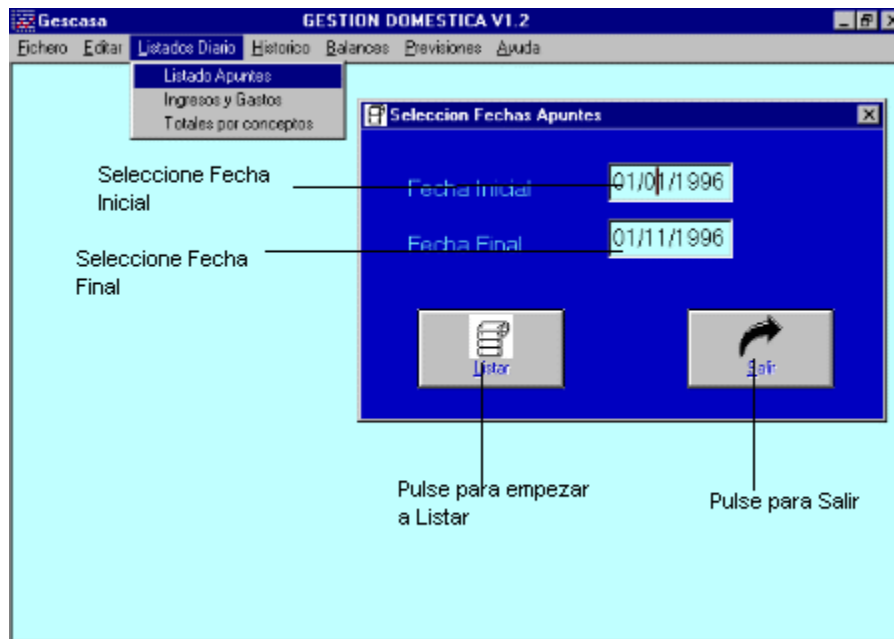 Gescasa GESTION DOMESTICA V1.2
Fichero Editar Listados Diario Historico Balances Previsiones Ayuda
Listado Apuntes
Ingresos y Gastos
Totales por conceptos
Seleccion Fechas Apuntes
Seleccione Fecha
Inicial
Fecha Inicial 01/01/1996
Seleccione Fecha
Final
Fecha Final 01/11/1996
Listar Salir
Pulse para empezar
a Listar
Pulse para Salir